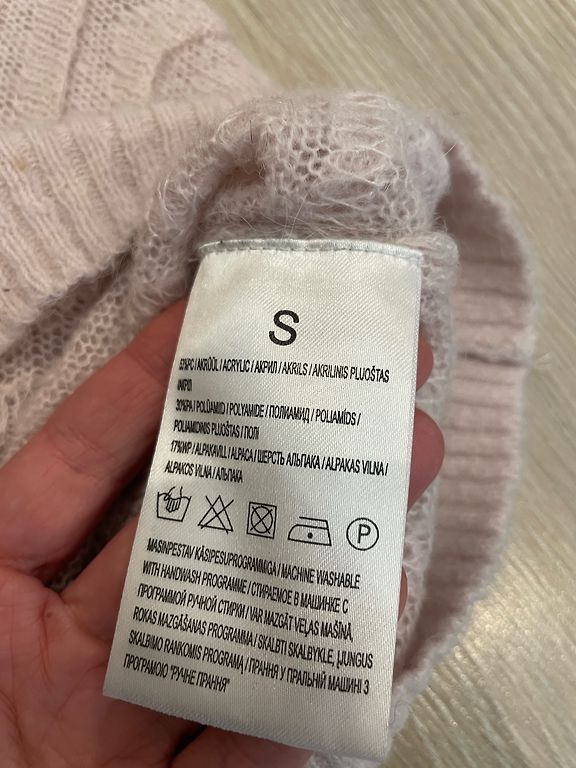 S
53%PC / AKRÜÜL / ACRYLIC / АКРИЛ / AKRILS / AKRILINIS PLUOŠTAS
/АКРІЛ
30%PA / POLÜAMIID / POLYAMIDE / ПОЛИАМИД / POLIAMĪDS /
POLIAMIDINIS PLUOŠTAS / ПОЛІ
17%WP / ALPAKAVILL / ALPACA / ШЕРСТЬ АЛЬПАКА / ALPAKAS VILNA /
ALPAKOS VILNA / АЛЬПАКА
P
MASINPESTAV KÄSIPESUPROGRAMMIGA / MACHINE WASHABLE
WITH HANDWASH PROGRAMME / СТИРАЕМОЕ В МАШИНКЕ С
ПРОГРАММОЙ РУЧНОЙ СТИРКИ / VAR MAZGĀT VEĻAS MAŠĪNĀ,
ROKAS MAZGĀŠANAS PROGRAMMA / SKALBTI SKALBYKLE, ĮJUNGUS
SKALBIMO RANKOMIS PROGRAMĄ / ПРАННЯ У ПРАЛЬНІЙ МАШИНІ З
ПРОГРАМОЮ "РУЧНЕ ПРАННЯ"